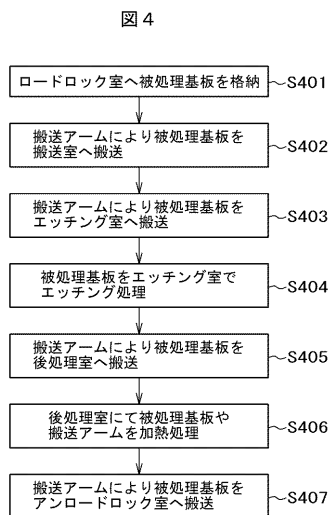 図4
ロードロック室へ被処理基板を格納
S401
搬送アームにより被処理基板を
搬送室へ搬送
S402
搬送アームにより被処理基板を
エッチング室へ搬送
S403
被処理基板をエッチング室で
エッチング処理
S404
搬送アームにより被処理基板を
後処理室へ搬送
S405
後処理室にて被処理基板や
搬送アームを加熱処理
S406
搬送アームにより被処理基板を
アンロードロック室へ搬送
S407